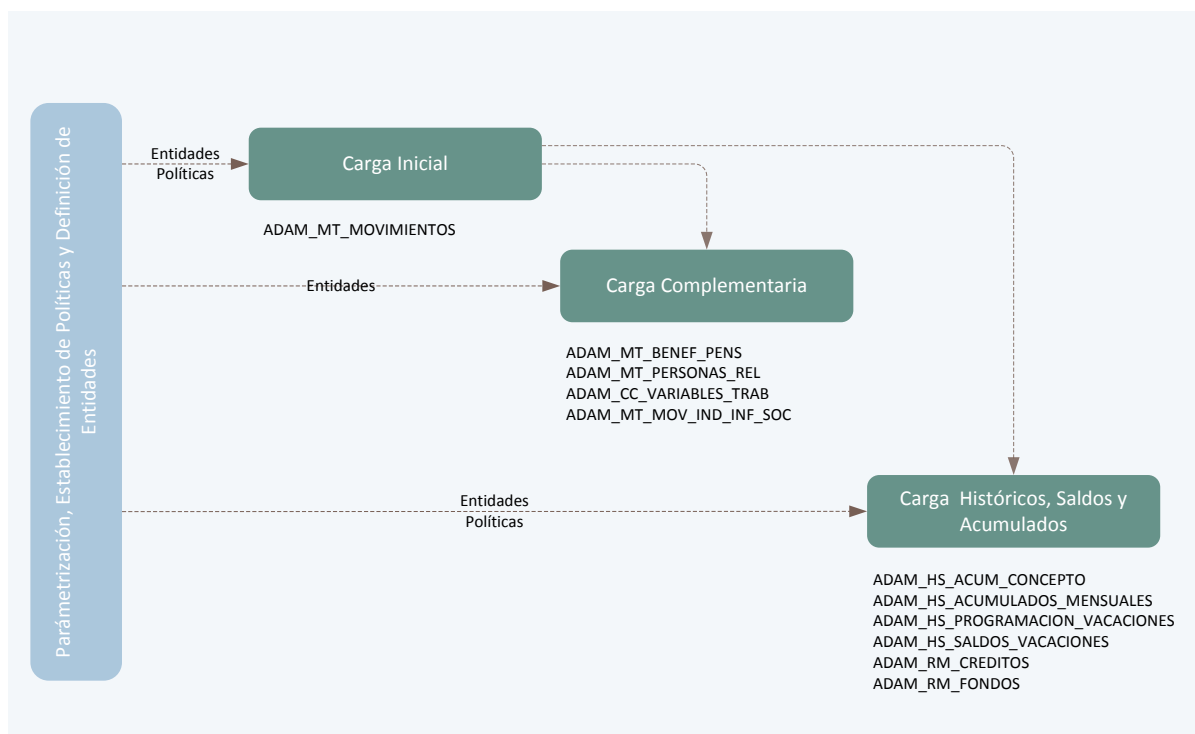 Parámetrización, Establecimiento de Políticas y Definición de
Entidades
Entidades
Políticas
Carga Inicial
ADAM_MT_MOVIMIENTOS
Entidades
Carga Complementaria
ADAM_MT_BENEF_PENS
ADAM_MT_PERSONAS_REL
ADAM_CC_VARIABLES_TRAB
ADAM_MT_MOV_IND_INF_SOC
Entidades
Políticas
Carga  Históricos, Saldos y
Acumulados
ADAM_HS_ACUM_CONCEPTO
ADAM_HS_ACUMULADOS_MENSUALES
ADAM_HS_PROGRAMACION_VACACIONES
ADAM_HS_SALDOS_VACACIONES
ADAM_RM_CREDITOS
ADAM_RM_FONDOS